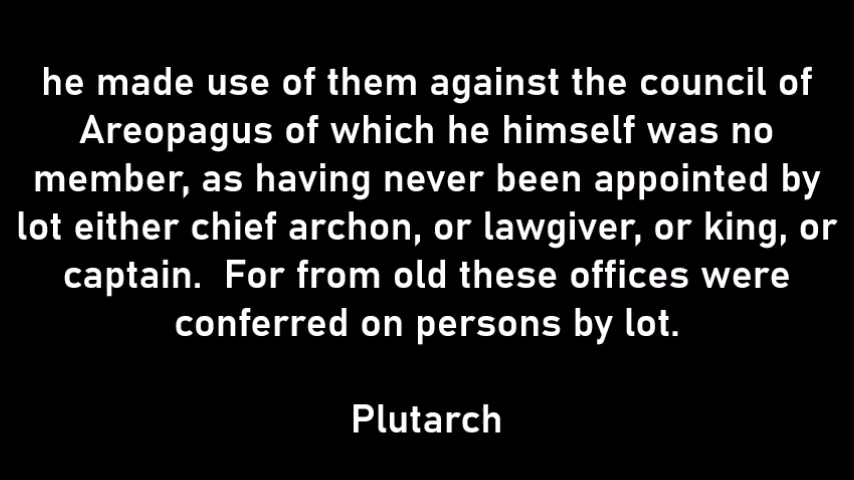 he made use of them against the council of
Areopagus of which he himself was no
member, as having never been appointed by
lot either chief archon, or lawgiver, or king, or
captain.  For from old these offices were
conferred on persons by lot.
Plutarch